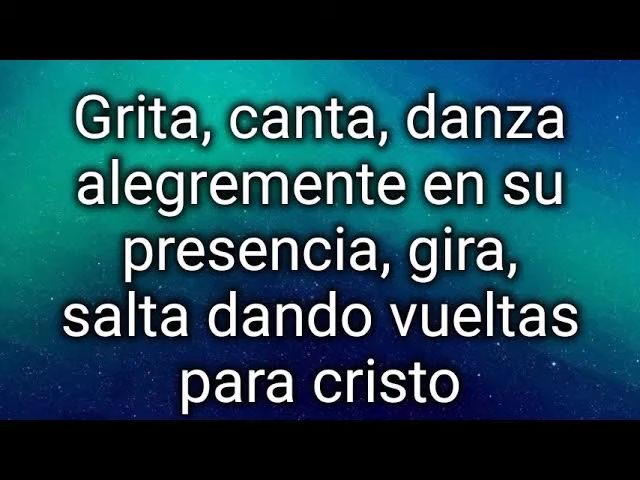 Grita, canta, danza
alegremente en su
presencia, gira,
salta dando vueltas
para cristo